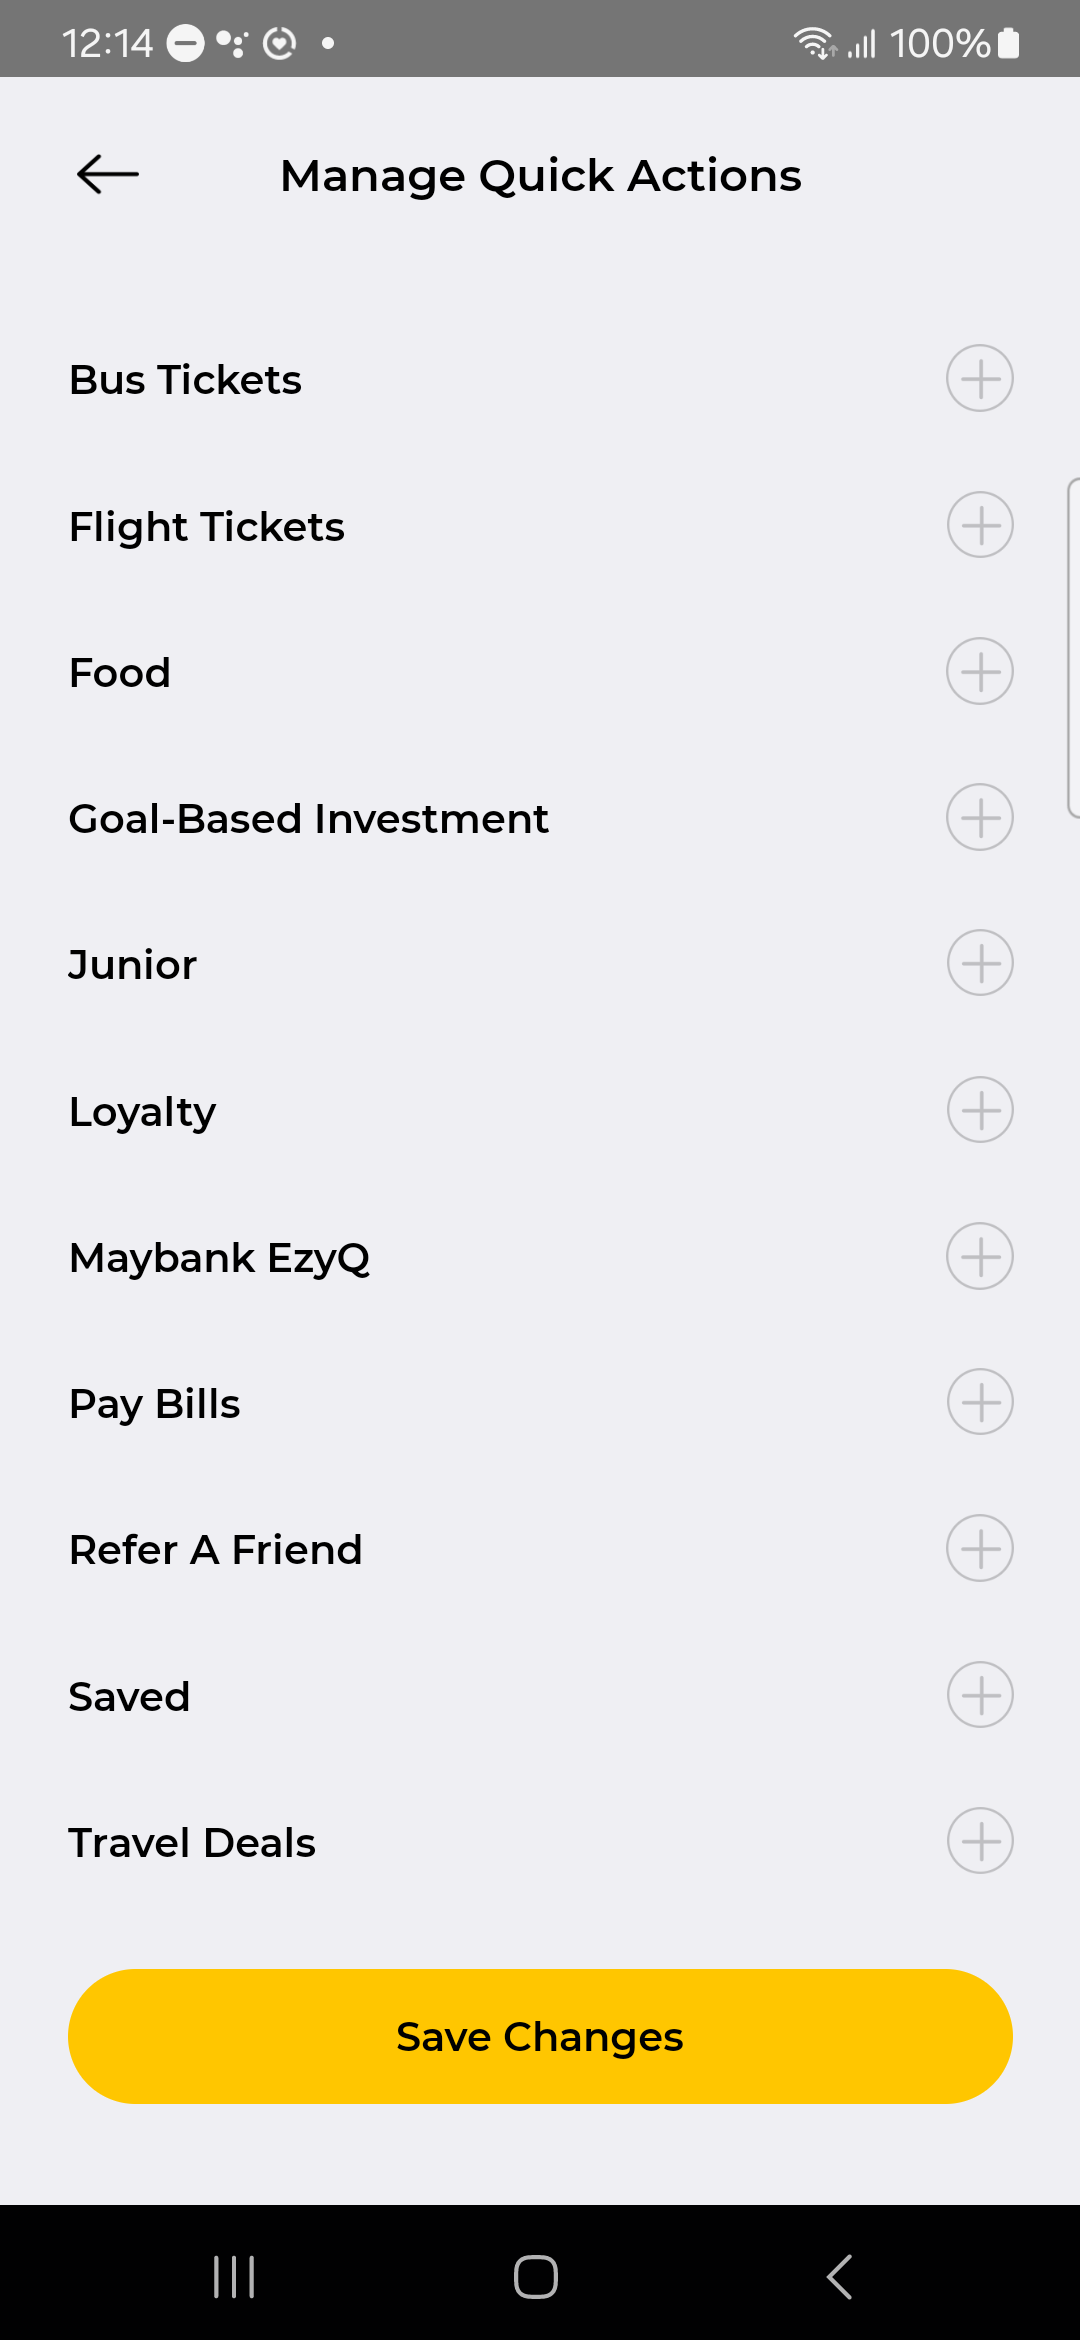 12:14 100%
Manage Quick Actions
Bus Tickets
Flight Tickets
Food
Goal-Based Investment
Junior
Loyalty
Maybank EzyQ
Pay Bills
Refer A Friend
Saved
Travel Deals
Save Changes